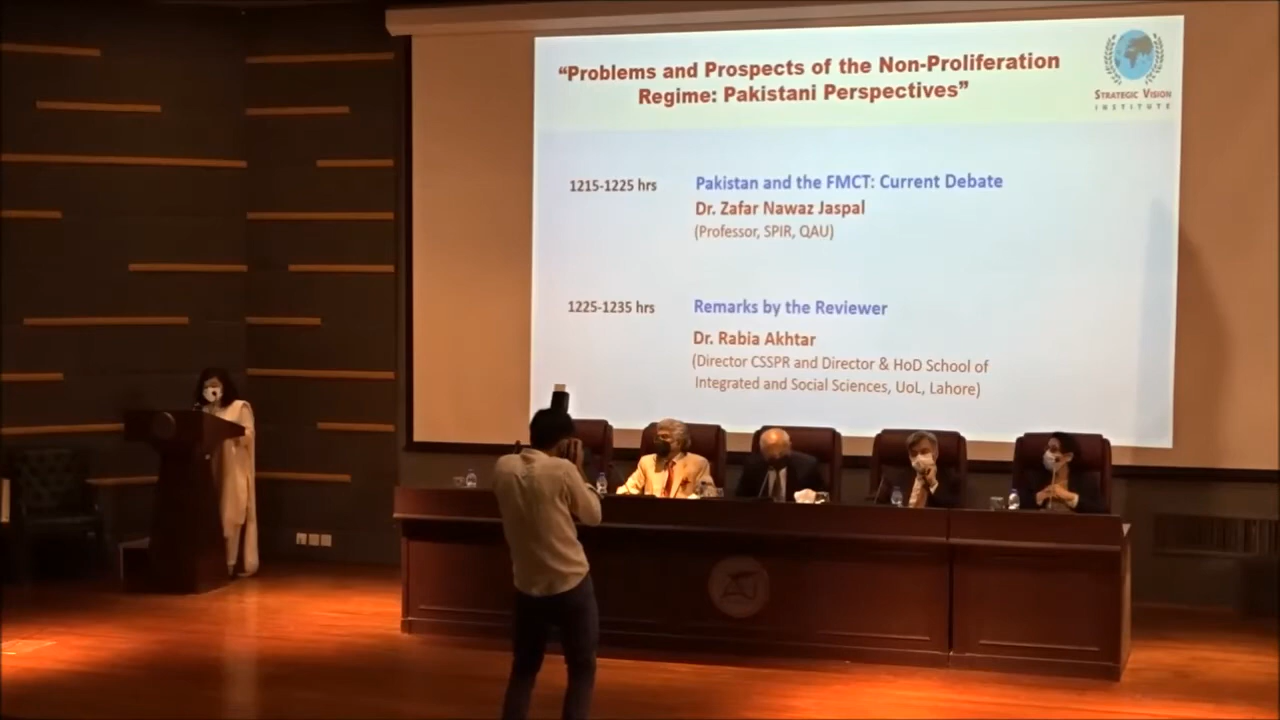 “Problems and Prospects of the Non-Proliferation
Regime: Pakistani Perspectives”
STRATEGIC VISION
INSTITUTE
1215-1225 hrs
Pakistan and the FMCT: Current Debate
Dr. Zafar Nawaz Jaspal
(Professor, SPIR, QAU)
1225-1235 hrs
Remarks by the Reviewer
Dr. Rabia Akhtar
(Director CSSPR and Director & HoD School of
Integrated and Social Sciences, UoL, Lahore)